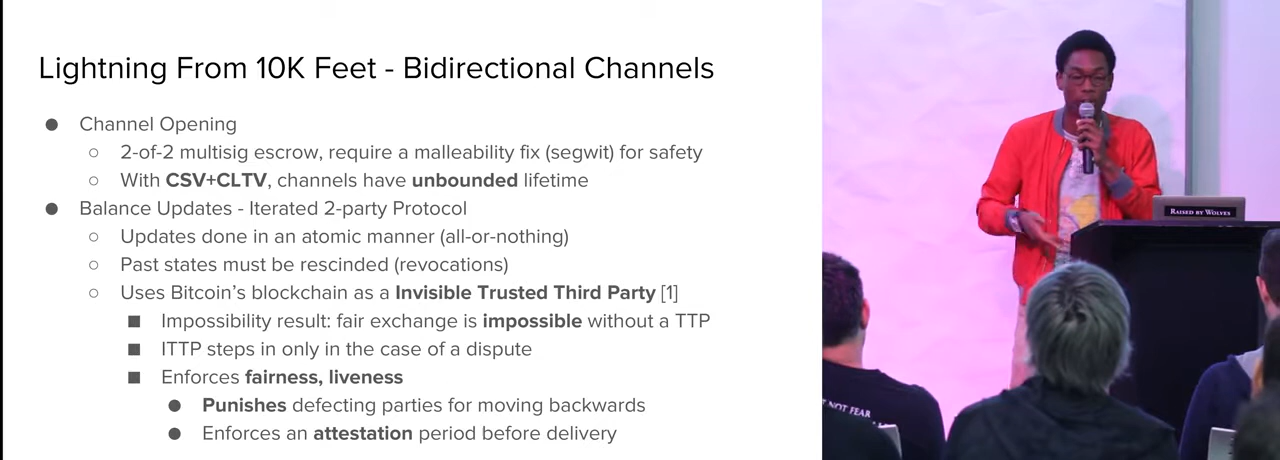 Lightning From 10K Feet - Bidirectional Channels
● Channel Opening
○ 2-of-2 multisig escrow, require a malleability fix (segwit) for safety
○ With CSV+CLTV, channels have unbounded lifetime
● Balance Updates - Iterated 2-party Protocol
○ Updates done in an atomic manner (all-or-nothing)
○ Past states must be rescinded (revocations)
○ Uses Bitcoin's blockchain as a Invisible Trusted Third Party [1]
■ Impossibility result: fair exchange is impossible without a TTP
■ ITTP steps in only in the case of a dispute
■ Enforces fairness, liveness
● Punishes defecting parties for moving backwards
● Enforces an attestation period before delivery
RAISED BY WOLVES
NOT FEAR